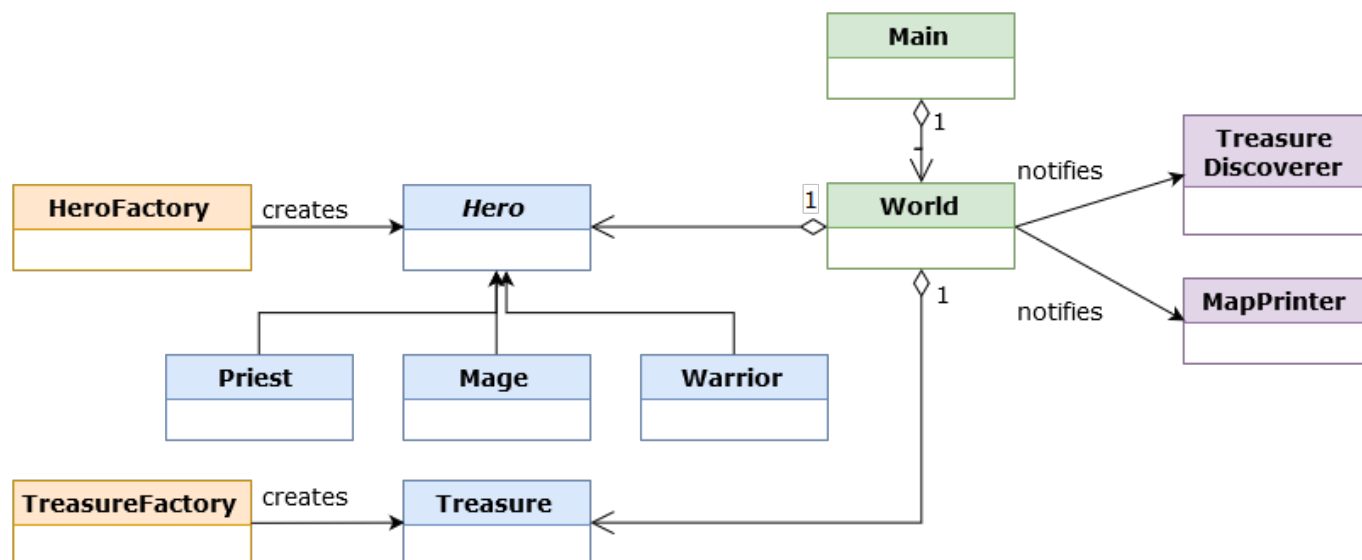 Main
1
-
Treasure
Discoverer
notifies
HeroFactory
creates
Hero
1
World
notifies
MapPrinter
1
Priest
Mage
Warrior
TreasureFactory
creates
Treasure